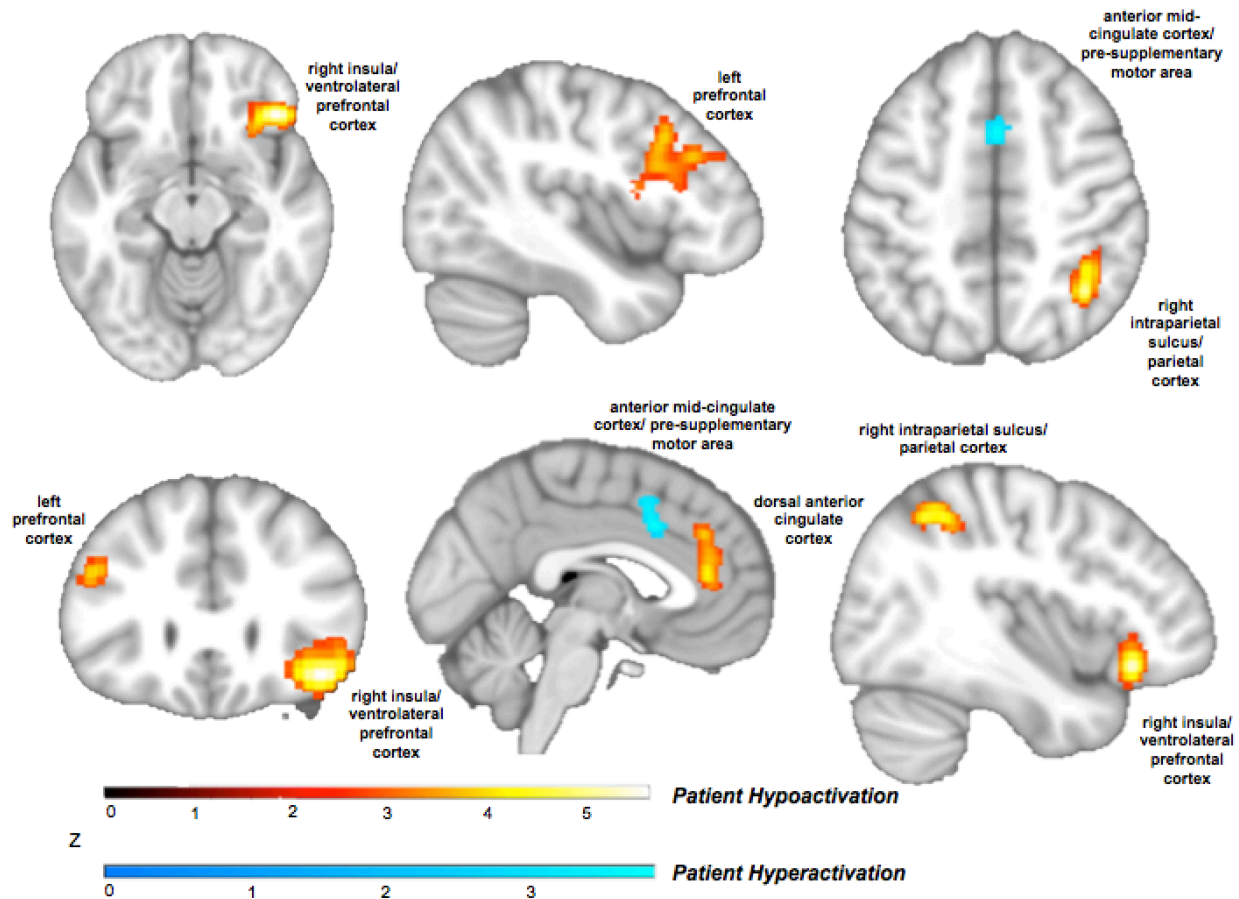 right insula/
ventrolateral
prefrontal
cortex
left
prefrontal
cortex
anterior mid-
cingulate cortex/
pre-supplementary
motor area
right
intraparietal
sulcus/
parietal
cortex
left
prefrontal
cortex
right insula/
ventrolateral
prefrontal
cortex
anterior mid-cingulate
cortex/ pre-supplementary
motor area
dorsal anterior
cingulate
cortex
right intraparietal sulcus/
parietal cortex
right insula/
ventrolateral
prefrontal
cortex
Patient Hypoactivation
0 1 2 3 4 5
Z
Patient Hyperactivation
0 1 2 3